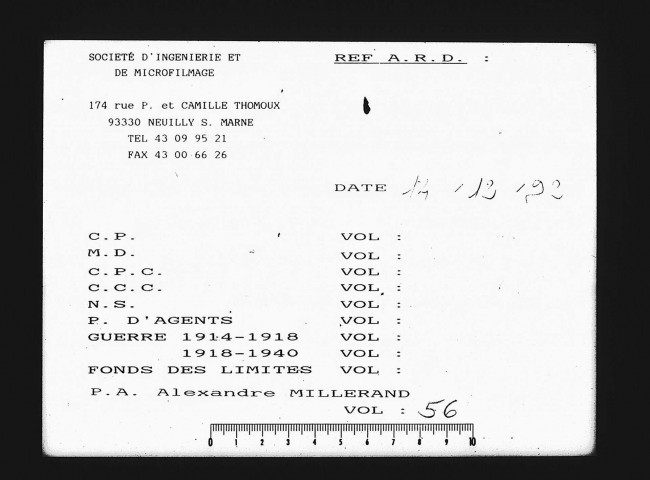 SOCIETÉ D'INGENIERIE ET
DE MICROFILMAGE
174 rue P. et CAMILLE THOMOUX
93330 NEUILLY S. MARNE
TEL 43 09 95 21
FAX 43 00 66 26
REF A.R.D. :
DATE 14 12 92
C.P. VOL :
M.D. VOL :
C.P.C. VOL :
C.C.C. VOL :
N.S. VOL :
P. D'AGENTS VOL :
GUERRE 1914-1918 VOL :
1918-1940 VOL :
FONDS DES LIMITES VOL :
P.A. Alexandre MILLERAND
VOL : 56
0 1 2 3 4 5 6 7 8 9 10